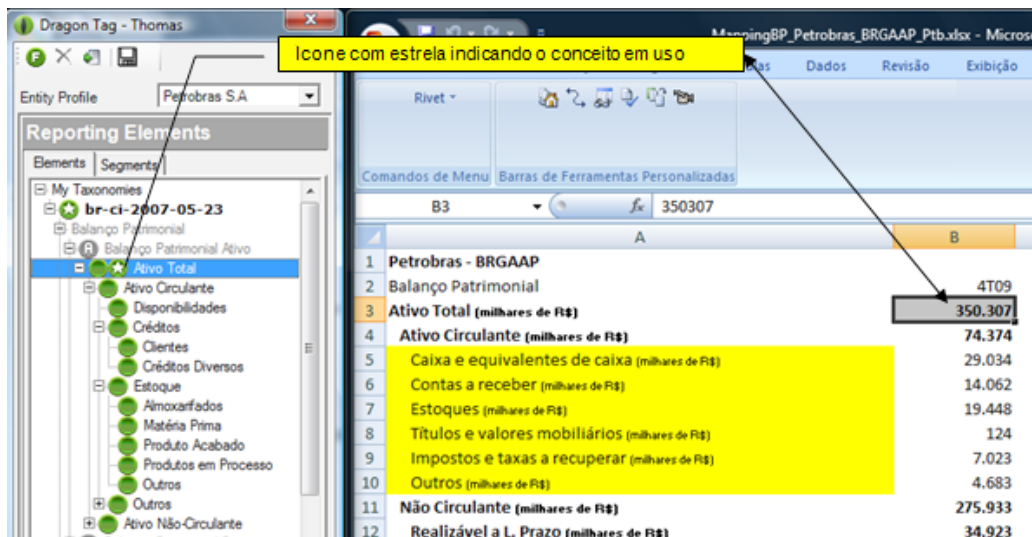 Dragon Tag - Thomas
Entity Profile
Petrobras S.A
Reporting Elements
Elements
Segments
My Taxonomies
br-ci-2007-05-23
Balanço Patrimonial
Balanço Patrimonial Ativo
Ativo Total
Ativo Circulante
Disponibilidades
Créditos
Clientes
Créditos Diversos
Estoque
Almoxarifados
Matéria Prima
Produto Acabado
Produtos em Processo
Outros
Outros
Ativo Não-Circulante
Icone com estrela indicando o conceito em uso
MappingBP_Petrobras_BRGAAP_Ptb.xlsx - Micros
Dados Revisão Exibição
Rivet
Comandos de Menu Barras de Ferramentas Personalizadas
B3 fx 350307
A B
1 Petrobras - BRGAAP
2 Balanço Patrimonial 4T09
3 Ativo Total (milhares de R$) 350.307
4 Ativo Circulante (milhares de R$) 74.374
5 Caixa e equivalentes de caixa (milhares de R$) 29.034
6 Contas a receber (milhares de R$) 14.062
7 Estoques (milhares de R$) 19.448
8 Títulos e valores mobiliários (milhares de R$) 124
9 Impostos e taxas a recuperar (milhares de R$) 7.023
10 Outros (milhares de R$) 4.683
11 Não Circulante (milhares de R$) 275.933
12 Realizável a L. Prazo (milhares de R$) 34.923